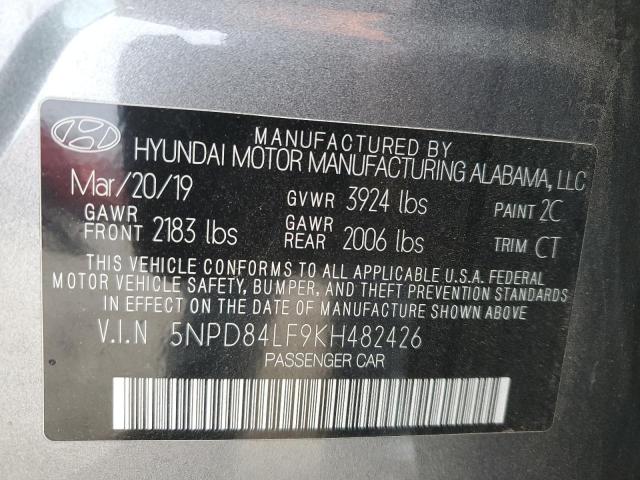 MANUFACTURED BY
HYUNDAI MOTOR MANUFACTURING ALABAMA, LLC
Mar/20/19 GVWR 3924 lbs PAINT 2C
GAWR FRONT 2183 lbs GAWR REAR 2006 lbs TRIM CT
THIS VEHICLE CONFORMS TO ALL APPLICABLE U.S.A. FEDERAL
MOTOR VEHICLE SAFETY, BUMPER, AND THEFT PREVENTION STANDARDS
IN EFFECT ON THE DATE OF MANUFACTURE SHOWN ABOVE.
V.I.N 5NPD84LF9KH482426
PASSENGER CAR